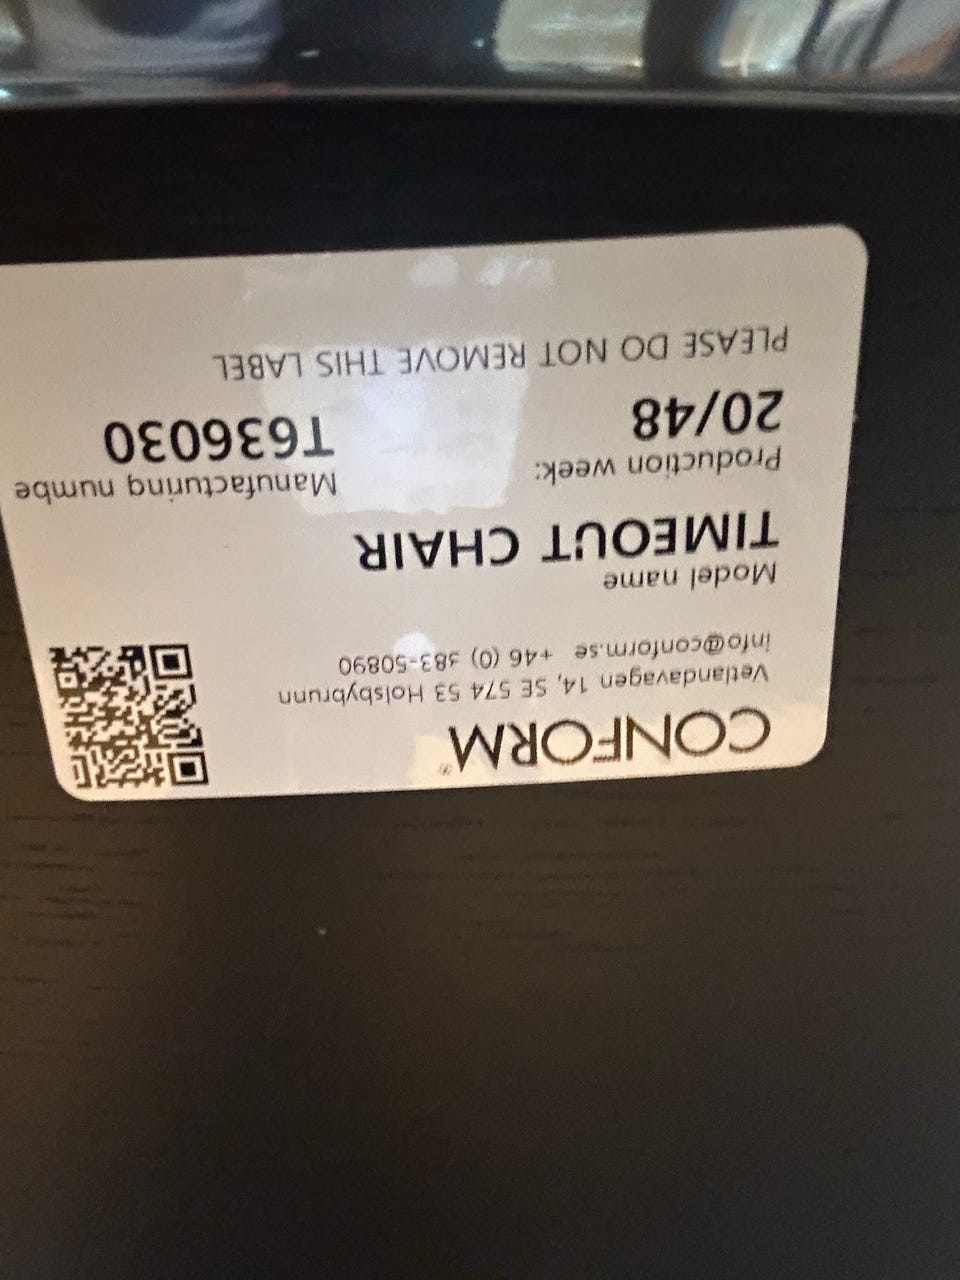 CONFORM®
Vetlandavagen 14, SE 574 53 Holsbybrunn
info@conform.se +46 (0) 383-50890
Model name
TIMEOUT CHAIR
Production week: Manufacturing numbe
20/48 T636030
PLEASE DO NOT REMOVE THIS LABEL